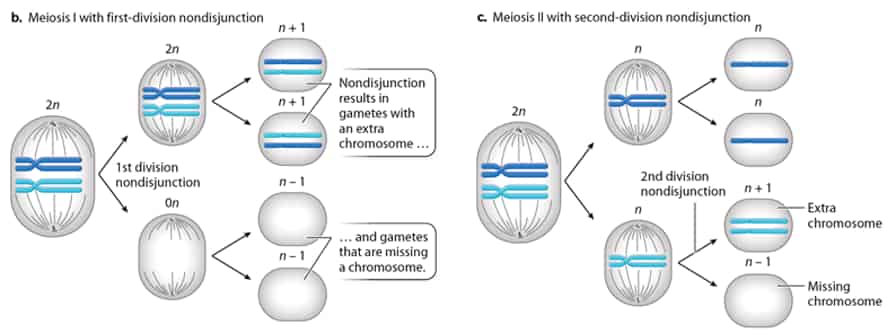 b. Meiosis I with first-division nondisjunction
2n
1st division
nondisjunction
2n
0n
n + 1
n + 1
Nondisjunction
results in
gametes with
an extra
chromosome ...
n – 1
n – 1
... and gametes
that are missing
a chromosome.
c. Meiosis II with second-division nondisjunction
2n
n
n
n
n
2nd division
nondisjunction
n + 1
Extra
chromosome
n – 1
Missing
chromosome